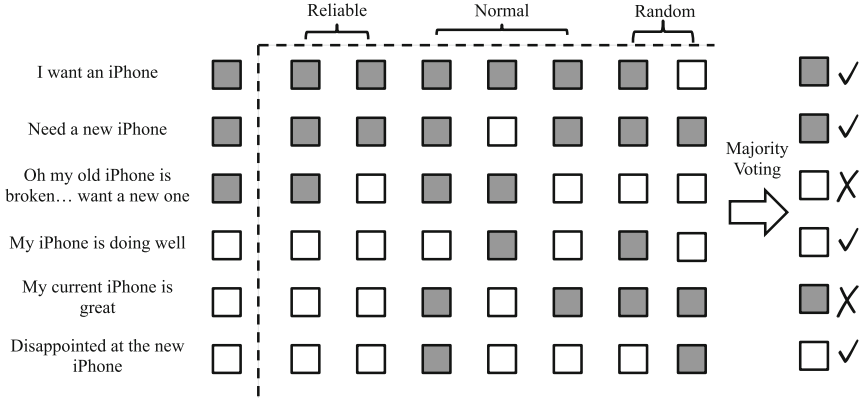 Reliable
Normal
Random
I want an iPhone
Need a new iPhone
Majority
Voting
Oh my old iPhone is
broken… want a new one
My iPhone is doing well
My current iPhone is
great
Disappointed at the new
iPhone